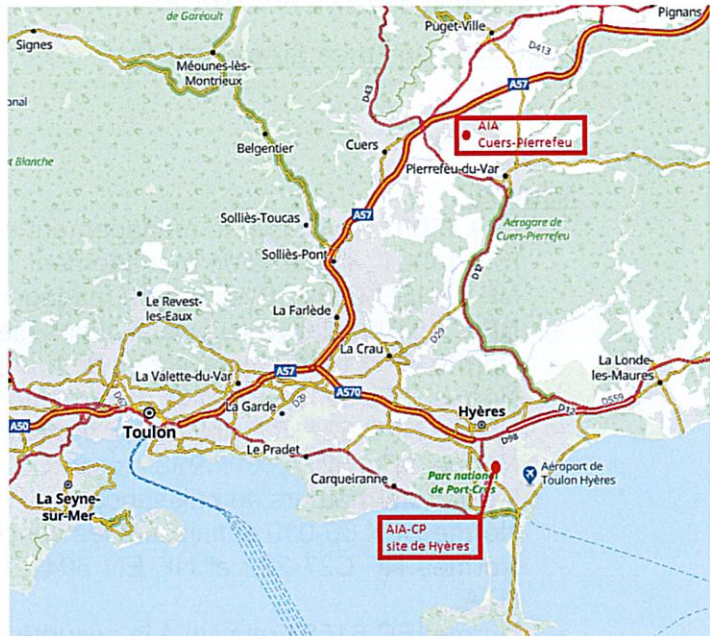 de Garéoult
Pignans
Puget-Ville
Signes
D413
Méounes-lès-
Montrieux
A57
D43
onal
AIA
Cuers-Pierrefeu
Belgentier
Cuers
t Blanche
Pierrefeu-du-Var
A57
Solliès-Toucas
Aérogare de
Cuers-Pierrefeu
Solliès-Pont
D12
Le Revest-
les-Eaux
La Farlède
D29
La Crau
La Londe-
les-Maures
A57
La Valette-du-Var
A570
D559
La Garde
D29
Hyères
D12
A50
Toulon
D98
Le Pradet
Parc national
de Port-Cros
Aéroport de
Toulon Hyères
Carqueiranne
La Seyne-
sur-Mer
AIA-CP
site de Hyères